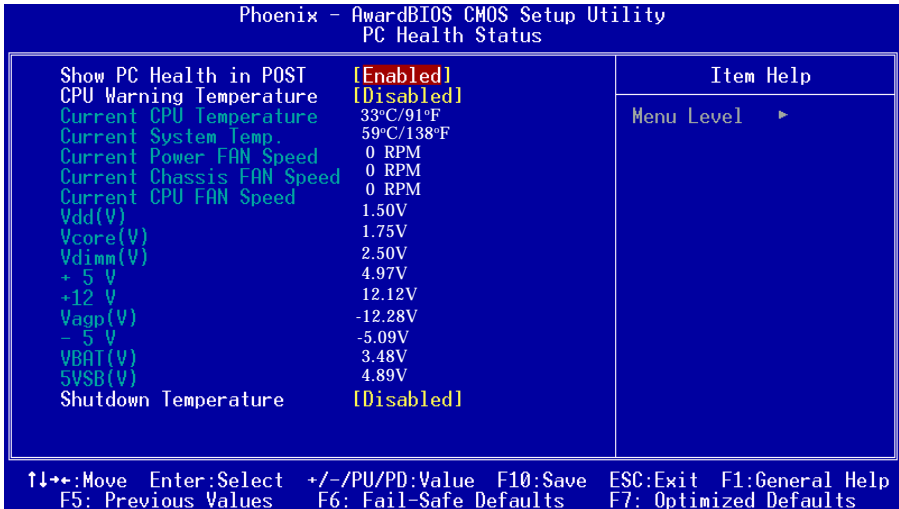 Phoenix - AwardBIOS CMOS Setup Utility
PC Health Status
Show PC Health in POST [Enabled]
CPU Warning Temperature [Disabled]
Current CPU Temperature 33°C/91°F
Current System Temp. 59°C/138°F
Current Power FAN Speed 0 RPM
Current Chassis FAN Speed 0 RPM
Current CPU FAN Speed 0 RPM
Vdd(V) 1.50V
Vcore(V) 1.75V
Vdimm(V) 2.50V
+ 5 V 4.97V
+12 V 12.12V
Vagp(V) -12.28V
- 5 V -5.09V
VBAT(V) 3.48V
5VSB(V) 4.89V
Shutdown Temperature [Disabled]
Item Help
Menu Level ►
↑↓→←:Move Enter:Select +/-/PU/PD:Value F10:Save ESC:Exit F1:General Help
F5: Previous Values F6: Fail-Safe Defaults F7: Optimized Defaults